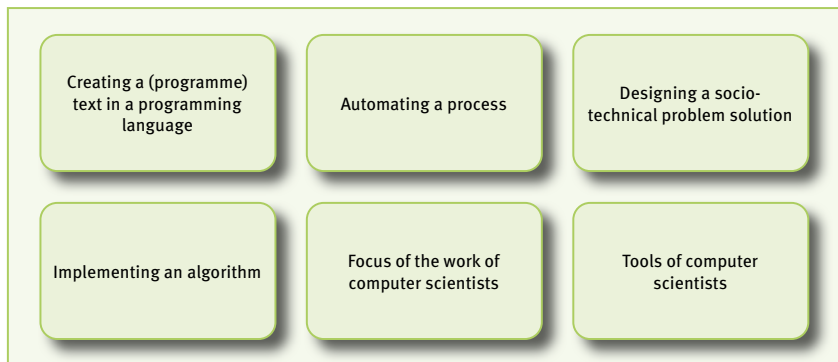 Creating a (programme)
text in a programming
language
Automating a process
Designing a socio-
technical problem solution
Implementing an algorithm
Focus of the work of
computer scientists
Tools of computer
scientists